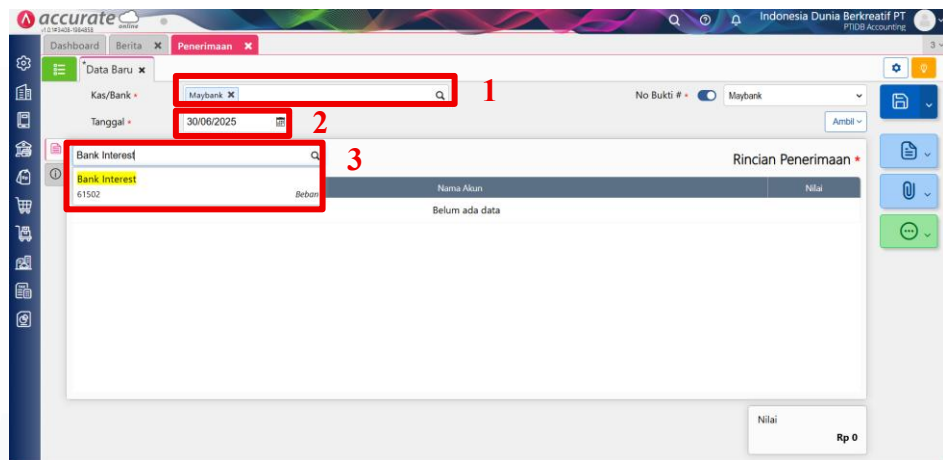 accurate online
Indonesia Dunia Berkreatif PT
PTIDB Accounting
Dashboard Berita Penerimaan 3
*Data Baru
Kas/Bank * Maybank No Bukti # * Maybank
1
Tanggal * 30/06/2025 Ambil
2
Bank Interest Rincian Penerimaan *
3
Bank Interest
61502 Beban
Nama Akun Nilai
Belum ada data
Nilai
Rp 0